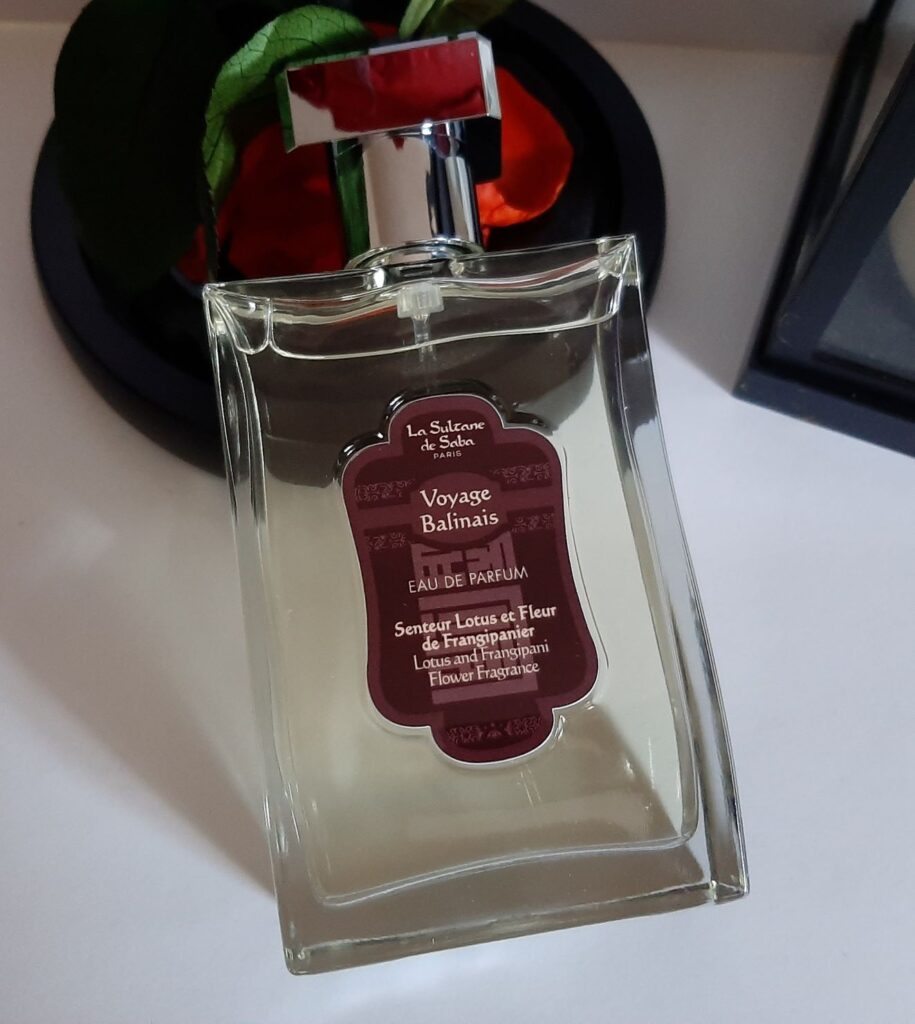 La Sultane
de Saba
PARIS
Voyage
Balinais
EAU DE PARFUM
Senteur Lotus et Fleur
de Frangipanier
Lotus and Frangipani
Flower Fragrance